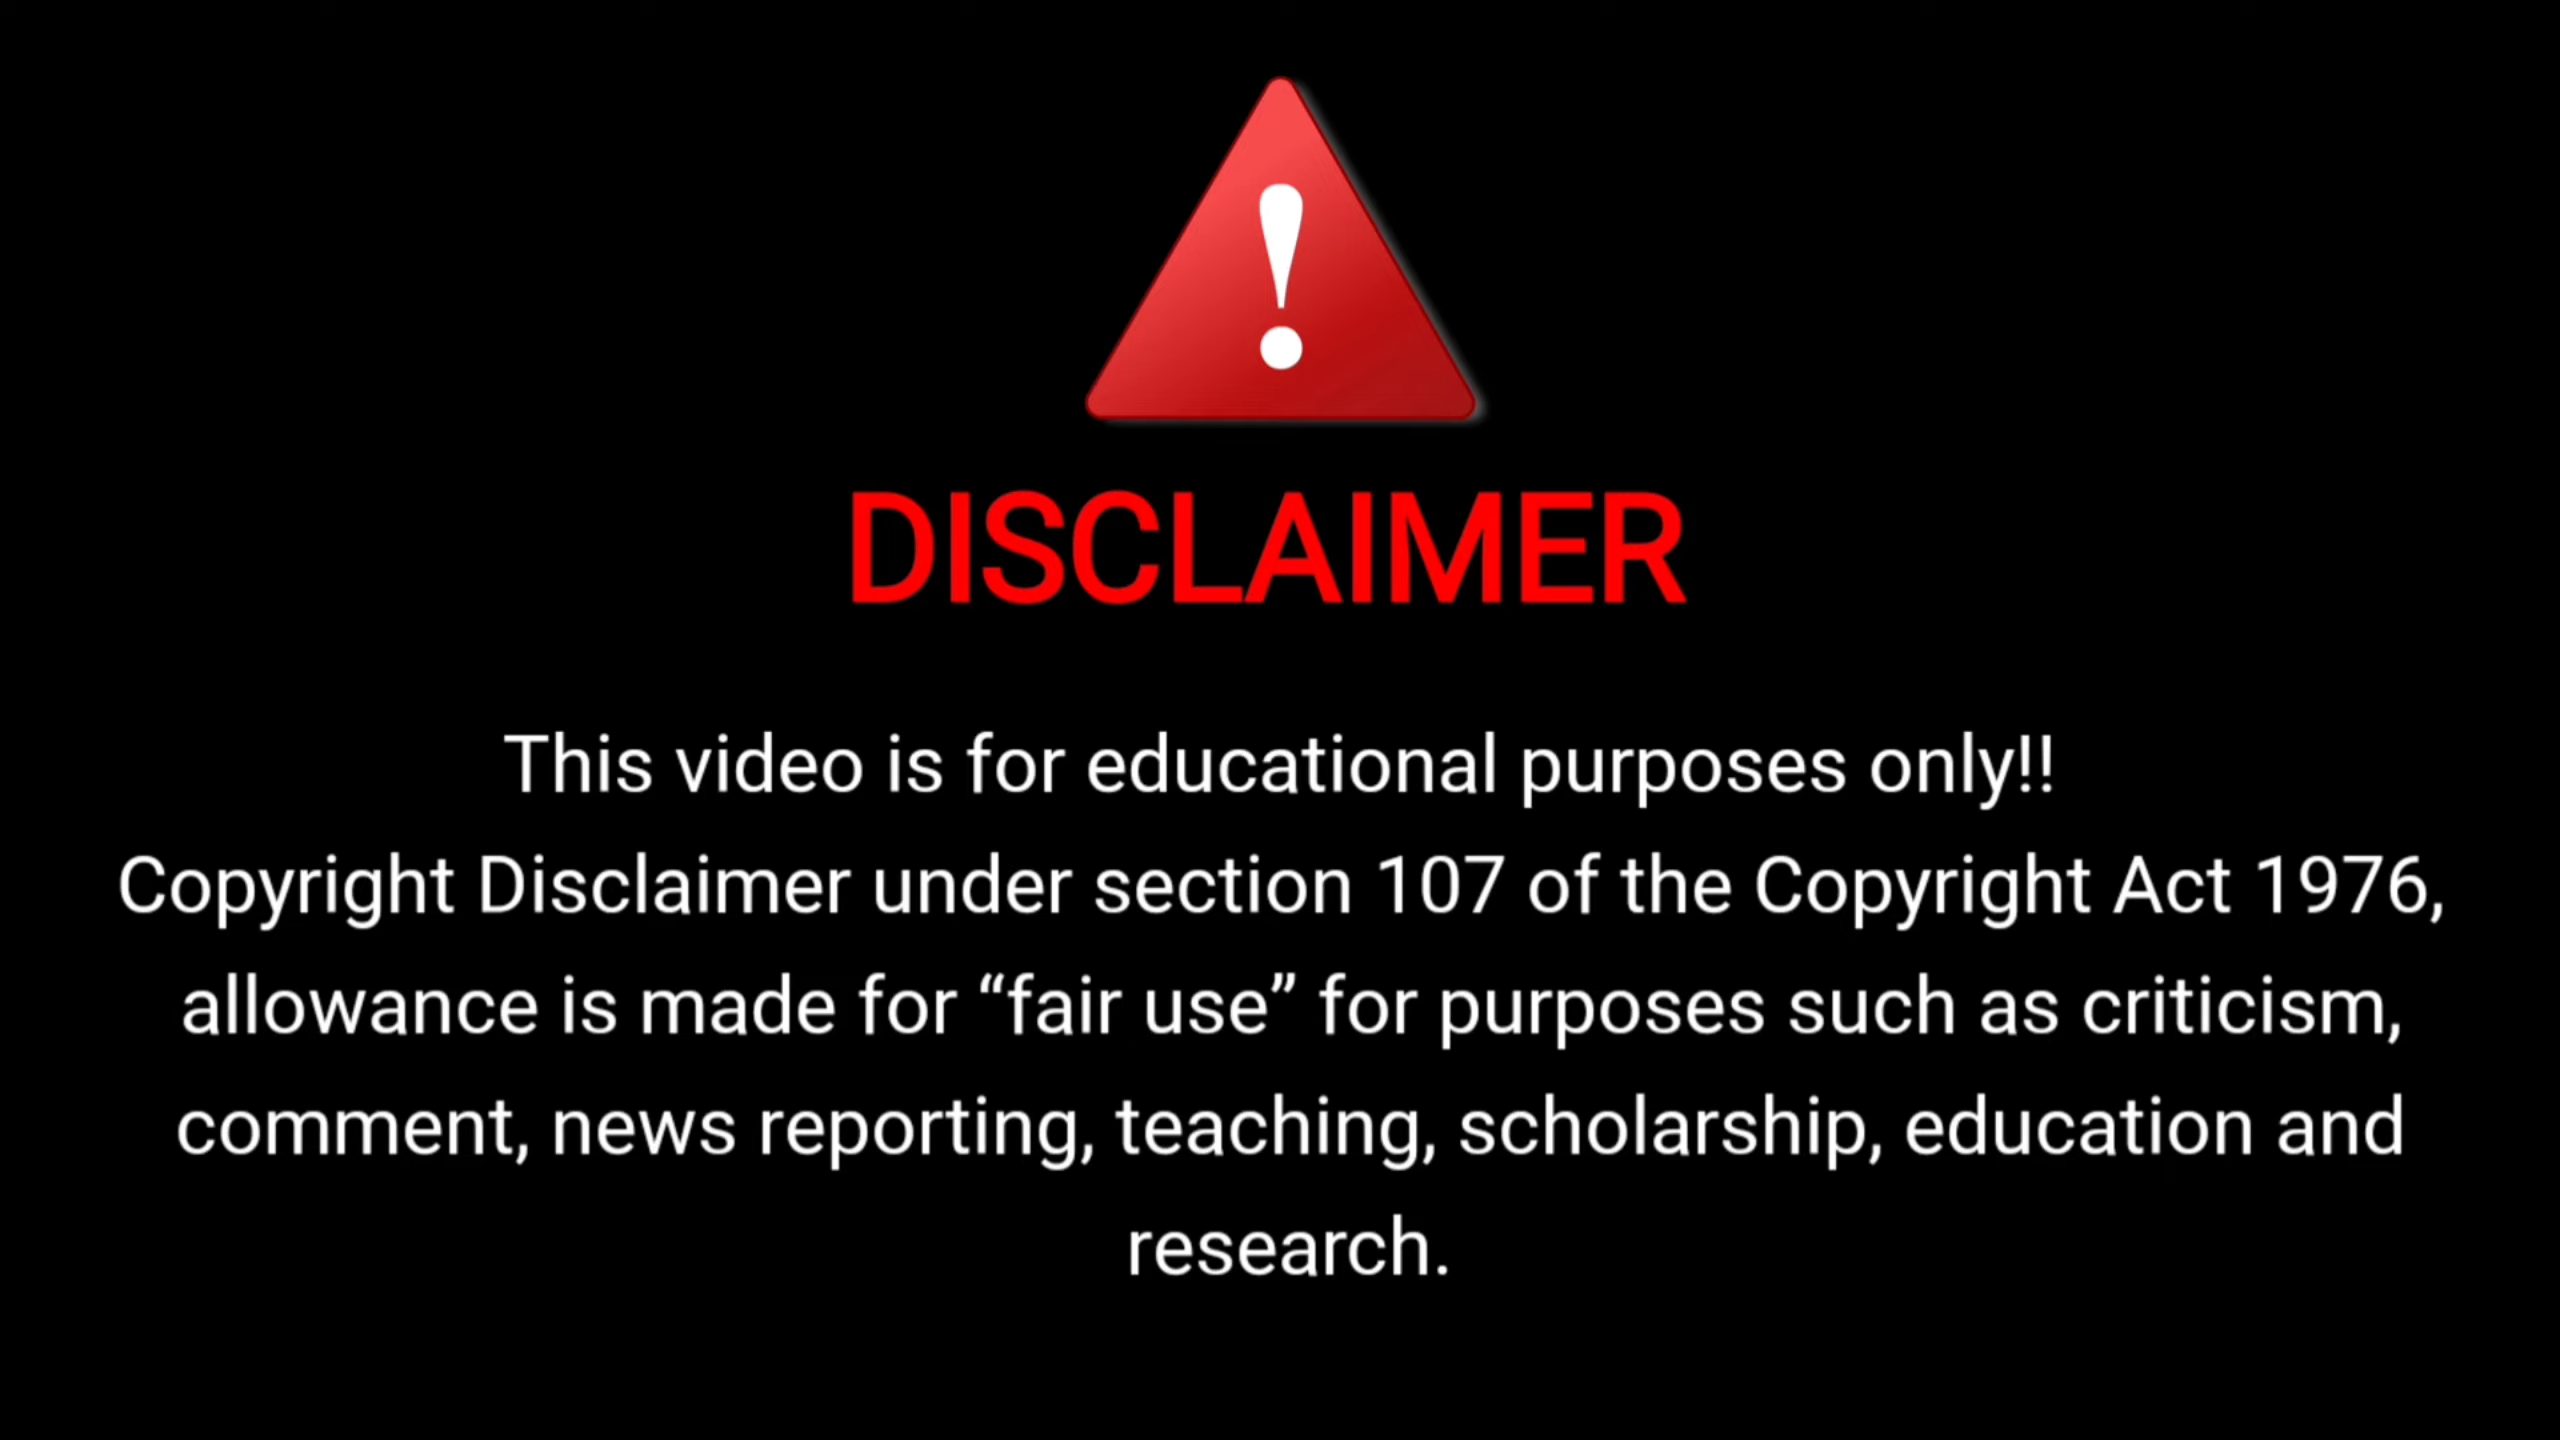 !
DISCLAIMER
This video is for educational purposes only!!
Copyright Disclaimer under section 107 of the Copyright Act 1976,
allowance is made for “fair use” for purposes such as criticism,
comment, news reporting, teaching, scholarship, education and
research.